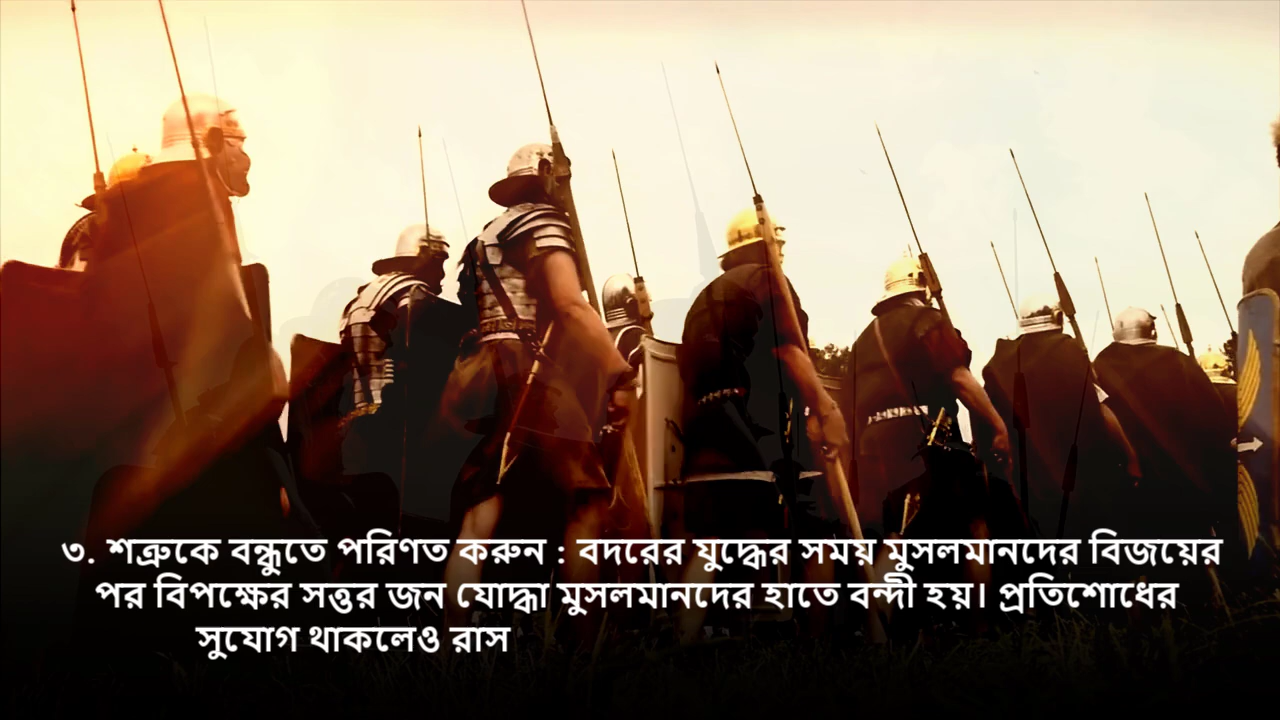 ৩. শত্রুকে বন্ধুতে পরিণত করুন : বদরের যুদ্ধের সময় মুসলমানদের বিজয়ের
পর বিপক্ষের সত্তর জন যোদ্ধা মুসলমানদের হাতে বন্দী হয়। প্রতিশোধের
সুযোগ থাকলেও রাস